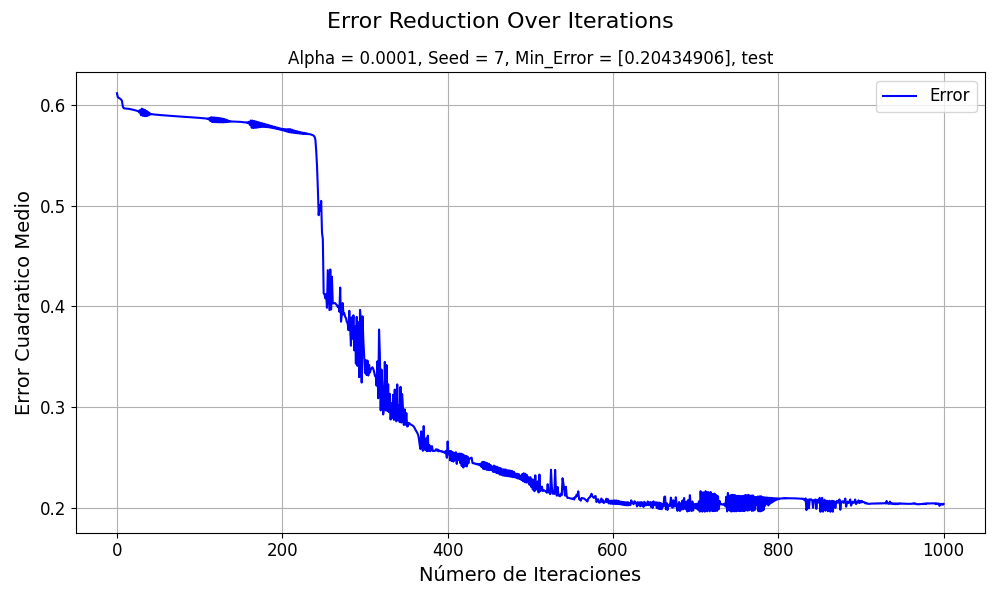 Error Reduction Over Iterations
Alpha = 0.0001, Seed = 7, Min_Error = [0.20434906], test
Error
Error Cuadratico Medio
0.6
0.5
0.4
0.3
0.2
0 200 400 600 800 1000
Número de Iteraciones